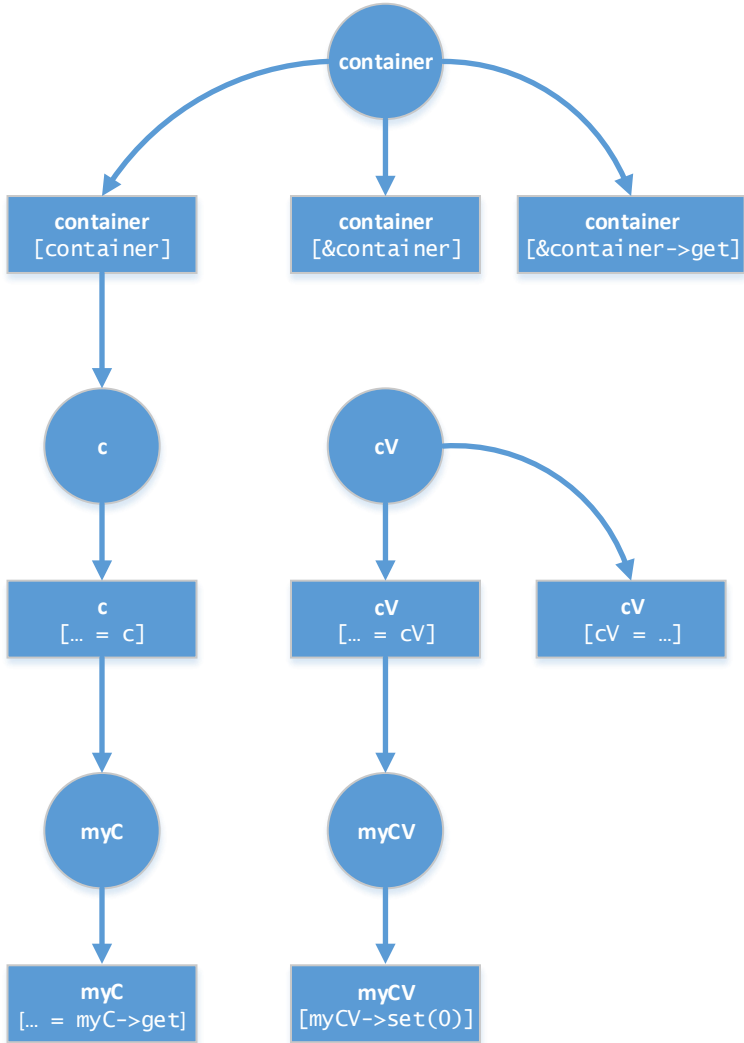 container
container
[container]
container
[&container]
container
[&container->get]
c
cV
c
[… = c]
cV
[… = cV]
cV
[cV = …]
myC
myCV
myC
[… = myC->get]
myCV
[myCV->set(0)]